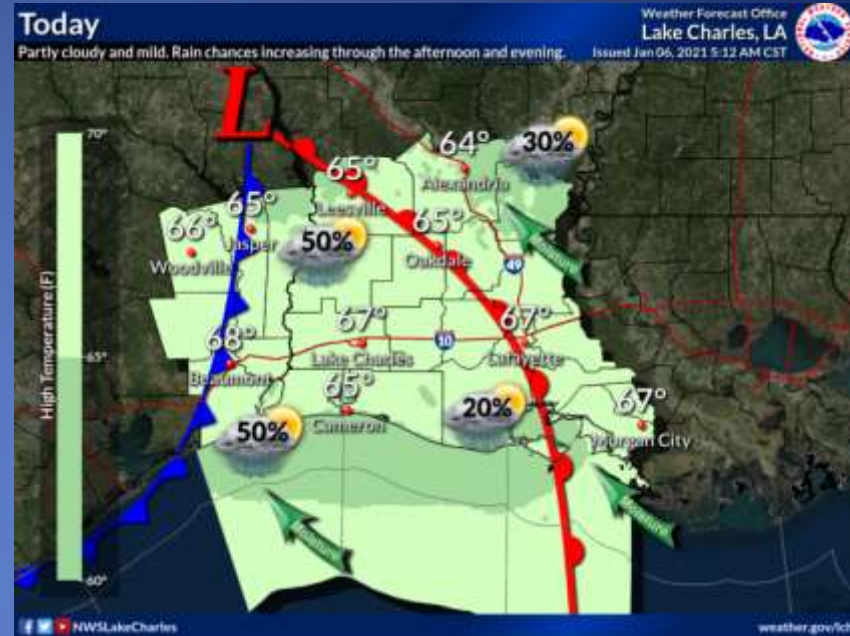 Today
Weather Forecast Office
Lake Charles, LA
Partly cloudy and mild. Rain chances increasing through the afternoon and evening.
Issued Jan 06, 2021 5:12 AM CST
L
70°
High Temperature (F)
65°
60°
64°
Alexandria
30%
65°
Leesville
65°
Jasper
66°
Woodville
50%
65°
Oakdale
49
68°
Beaumont
67°
Lake Charles
10
67°
Lafayette
65°
Cameron
50%
20%
67°
Morgan City
NWSLakeCharles
weather.gov/lch